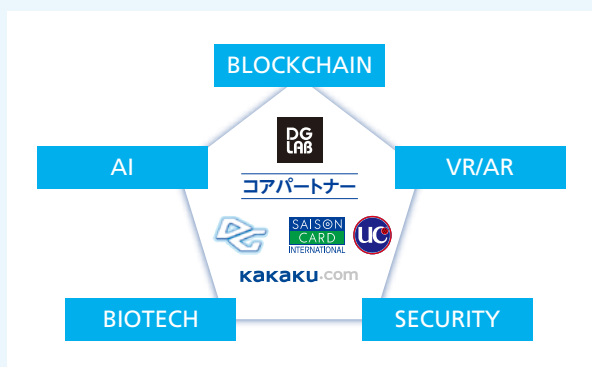 BLOCKCHAIN
DG
LAB
AI
VR/AR
コアパートナー
DG
SAISON
CARD
INTERNATIONAL
UC
kakaku.com
BIOTECH
SECURITY